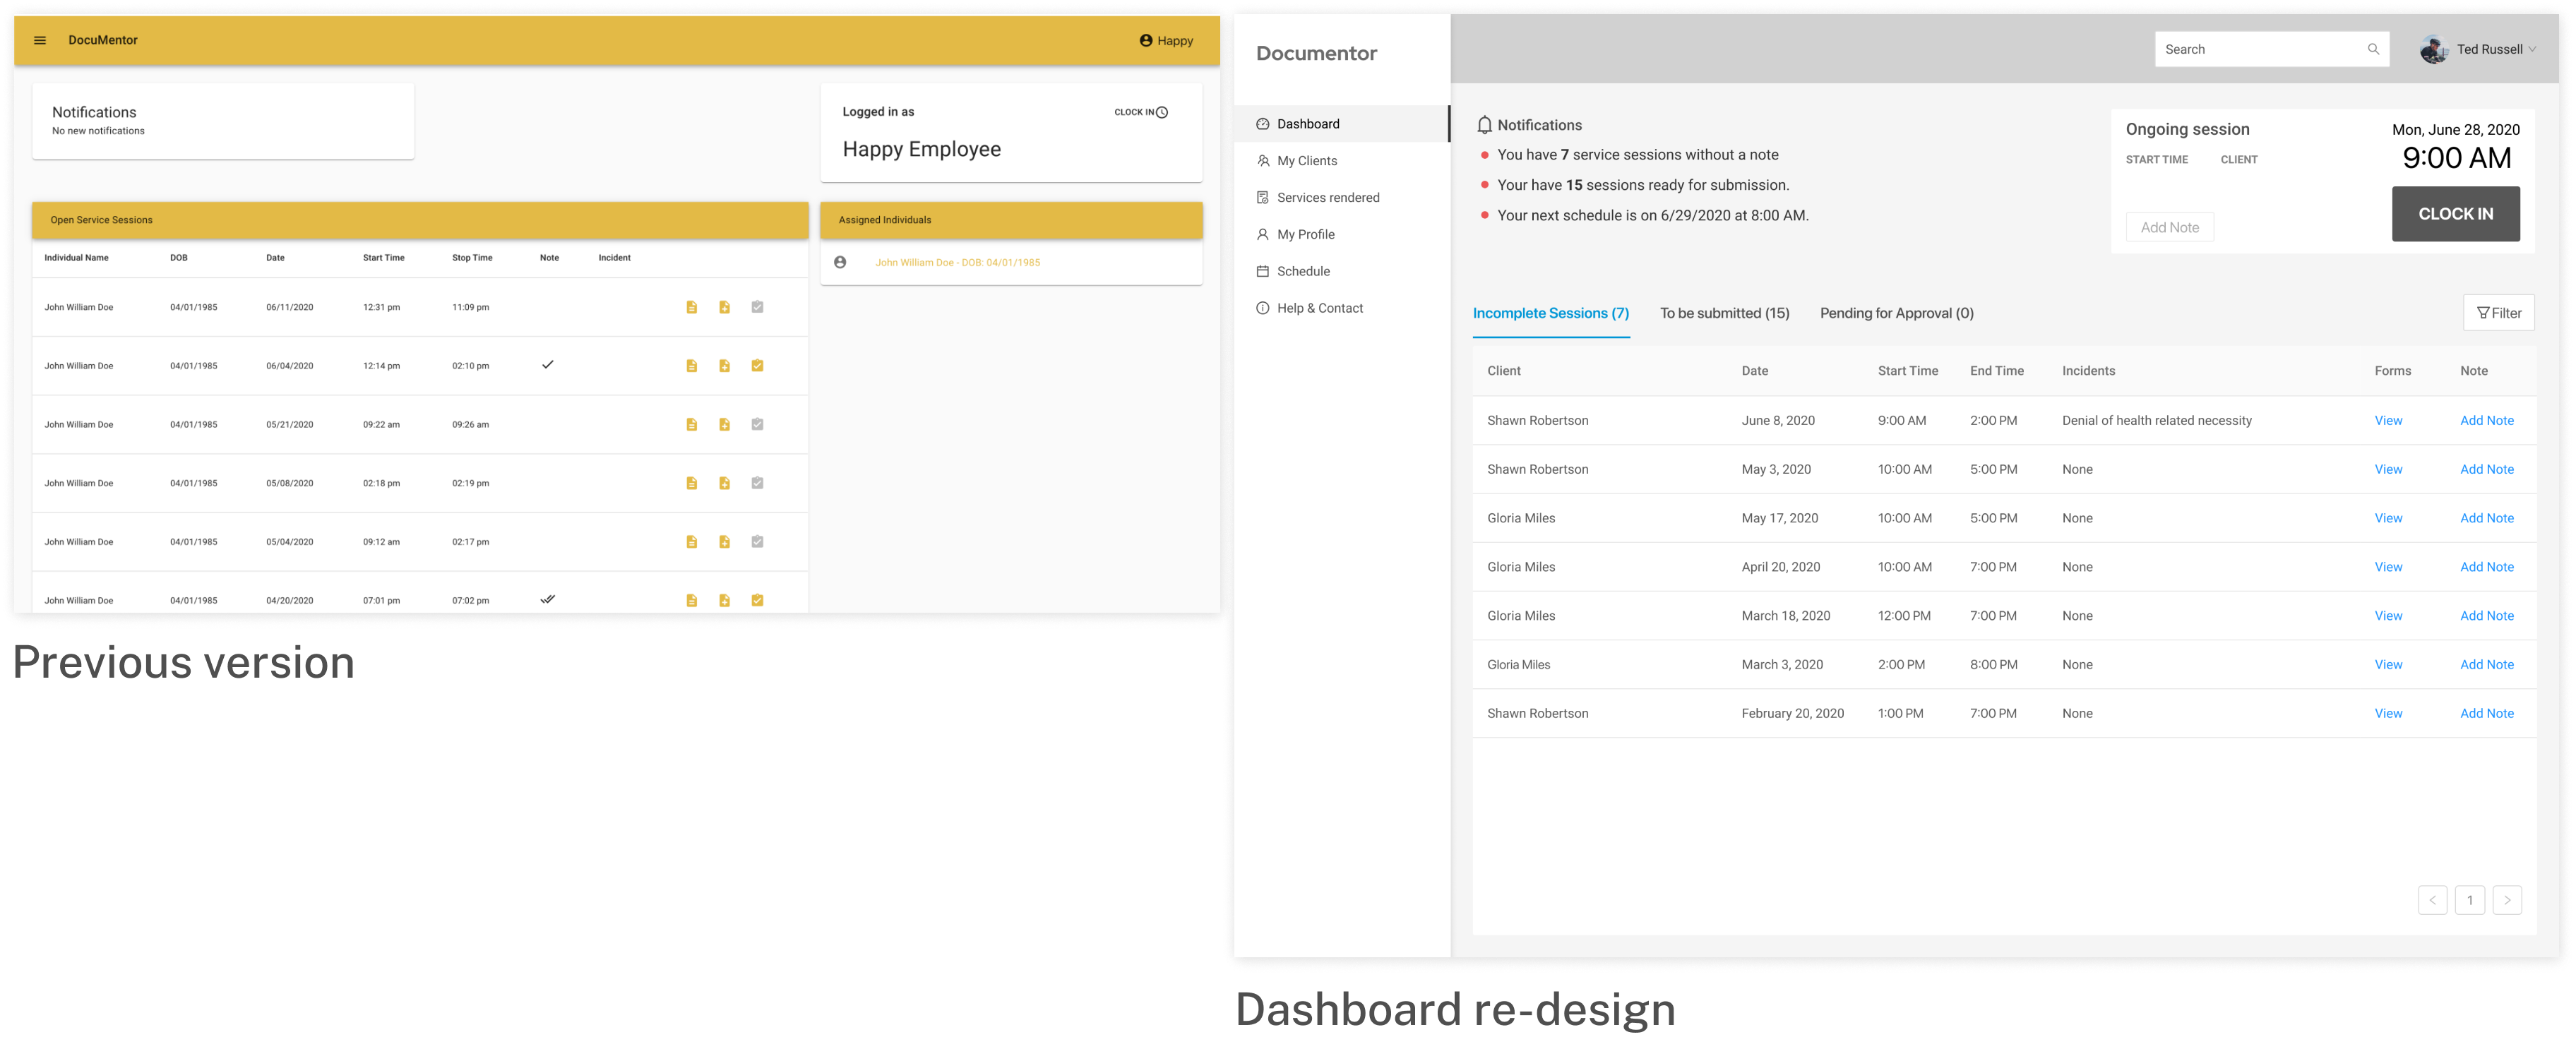 DocuMentor
Happy
Notifications
No new notifications
Logged in as
CLOCK IN
Happy Employee
Open Service Sessions
Individual Name DOB Date Start Time Stop Time Note Incident
John William Doe 04/01/1985 06/11/2020 12:31 pm 11:09 pm
John William Doe 04/01/1985 06/04/2020 12:14 pm 02:10 pm
John William Doe 04/01/1985 05/21/2020 09:22 am 09:26 am
John William Doe 04/01/1985 05/08/2020 02:18 pm 02:19 pm
John William Doe 04/01/1985 05/04/2020 09:12 am 02:17 pm
John William Doe 04/01/1985 04/20/2020 07:01 pm 07:02 pm
Assigned Individuals
John William Doe - DOB: 04/01/1985
Previous version
Documentor
Search
Ted Russell
Dashboard
My Clients
Services rendered
My Profile
Schedule
Help & Contact
Notifications
You have 7 service sessions without a note
Your have 15 sessions ready for submission.
Your next schedule is on 6/29/2020 at 8:00 AM.
Ongoing session
START TIME CLIENT
Add Note
Mon, June 28, 2020
9:00 AM
CLOCK IN
Incomplete Sessions (7) To be submitted (15) Pending for Approval (0)
Filter
Client Date Start Time End Time Incidents Forms Note
Shawn Robertson June 8, 2020 9:00 AM 2:00 PM Denial of health related necessity View Add Note
Shawn Robertson May 3, 2020 10:00 AM 5:00 PM None View Add Note
Gloria Miles May 17, 2020 10:00 AM 5:00 PM None View Add Note
Gloria Miles April 20, 2020 10:00 AM 7:00 PM None View Add Note
Gloria Miles March 18, 2020 12:00 PM 7:00 PM None View Add Note
Gloria Miles March 3, 2020 2:00 PM 8:00 PM None View Add Note
Shawn Robertson February 20, 2020 1:00 PM 7:00 PM None View Add Note
< 1 >
Dashboard re-design